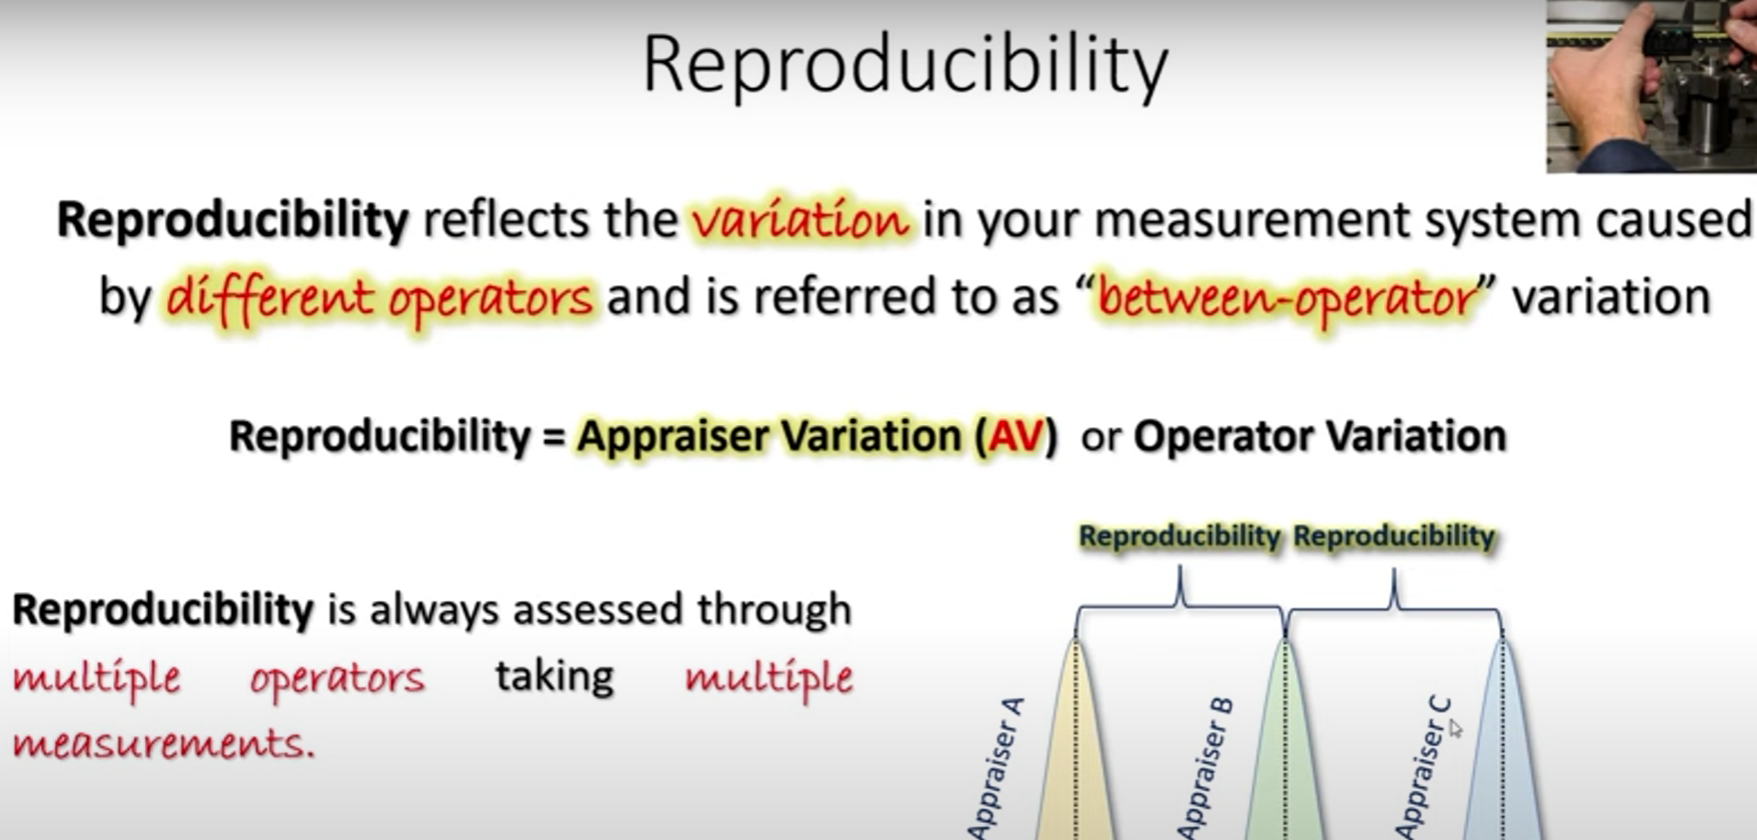 Reproducibility
Reproducibility reflects the variation in your measurement system caused
by different operators and is referred to as “between-operator” variation
Reproducibility = Appraiser Variation (AV) or Operator Variation
Reproducibility is always assessed through
multiple operators taking multiple
measurements.
Reproducibility Reproducibility
Appraiser A
Appraiser B
Appraiser C